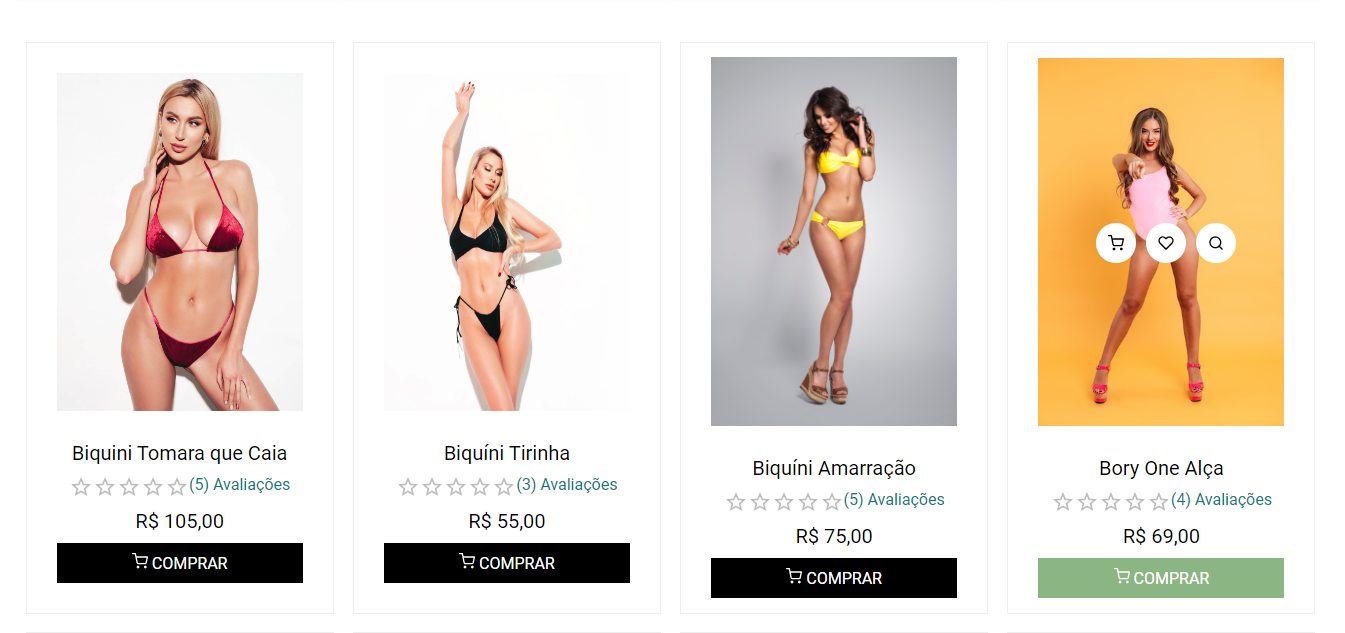 Biquini Tomara que Caia
(5) Avaliações
R$ 105,00
COMPRAR
Biquíni Tirinha
(3) Avaliações
R$ 55,00
COMPRAR
Biquíni Amarração
(5) Avaliações
R$ 75,00
COMPRAR
Bory One Alça
(4) Avaliações
R$ 69,00
COMPRAR